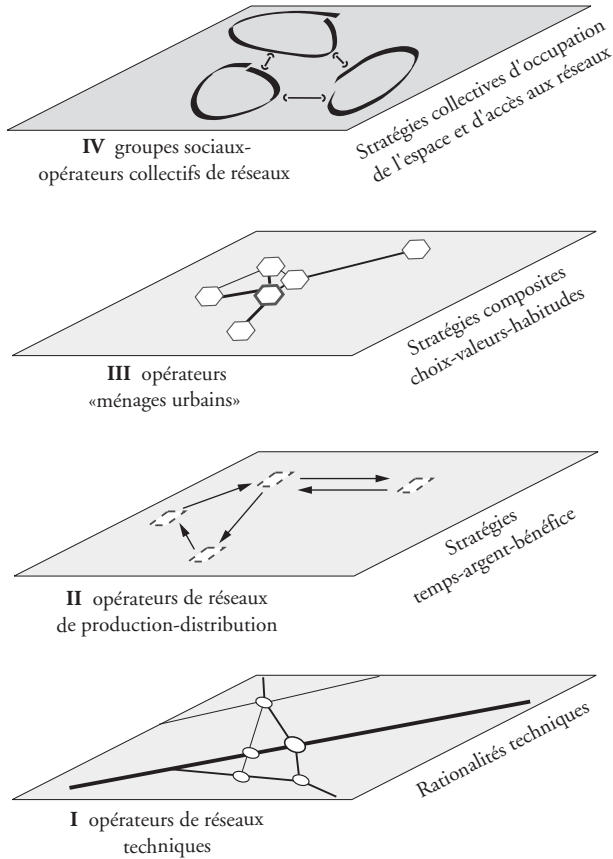 IV groupes sociaux-
opérateurs collectifs de réseaux
Stratégies collectives d'occupation
de l'espace et d'accès aux réseaux
III opérateurs
«ménages urbains»
Stratégies composites
choix-valeurs-habitudes
II opérateurs de réseaux
de production-distribution
Stratégies
temps-argent-bénéfice
I opérateurs de réseaux
techniques
Rationalités techniques